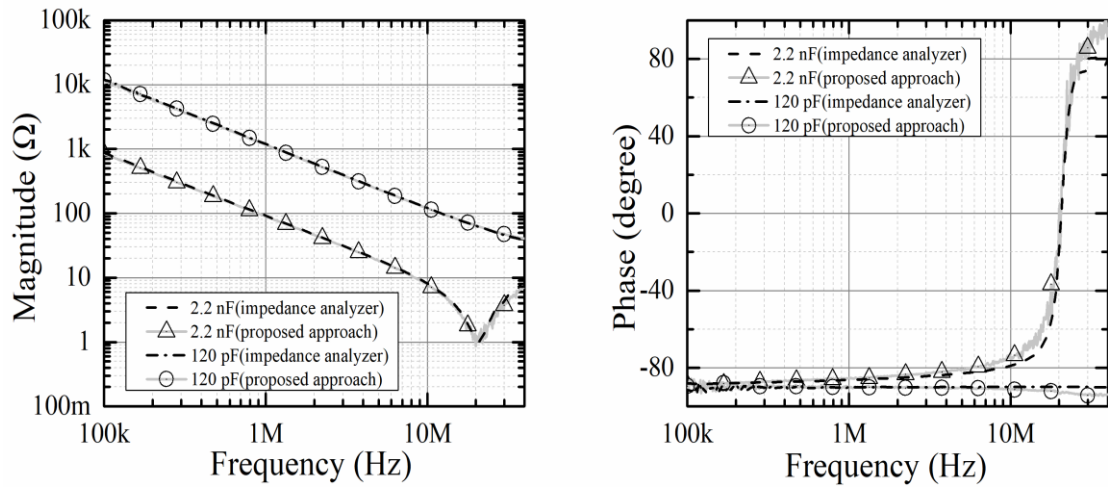 100k
10k
1k
100
10
1
100m
Magnitude (Ω)
2.2 nF(impedance analyzer)
2.2 nF(proposed approach)
120 pF(impedance analyzer)
120 pF(proposed approach)
100k 1M 10M
Frequency (Hz)
80
40
0
-40
-80
Phase (degree)
2.2 nF(impedance analyzer)
2.2 nF(proposed approach)
120 pF(impedance analyzer)
120 pF(proposed approach)
100k 1M 10M
Frequency (Hz)